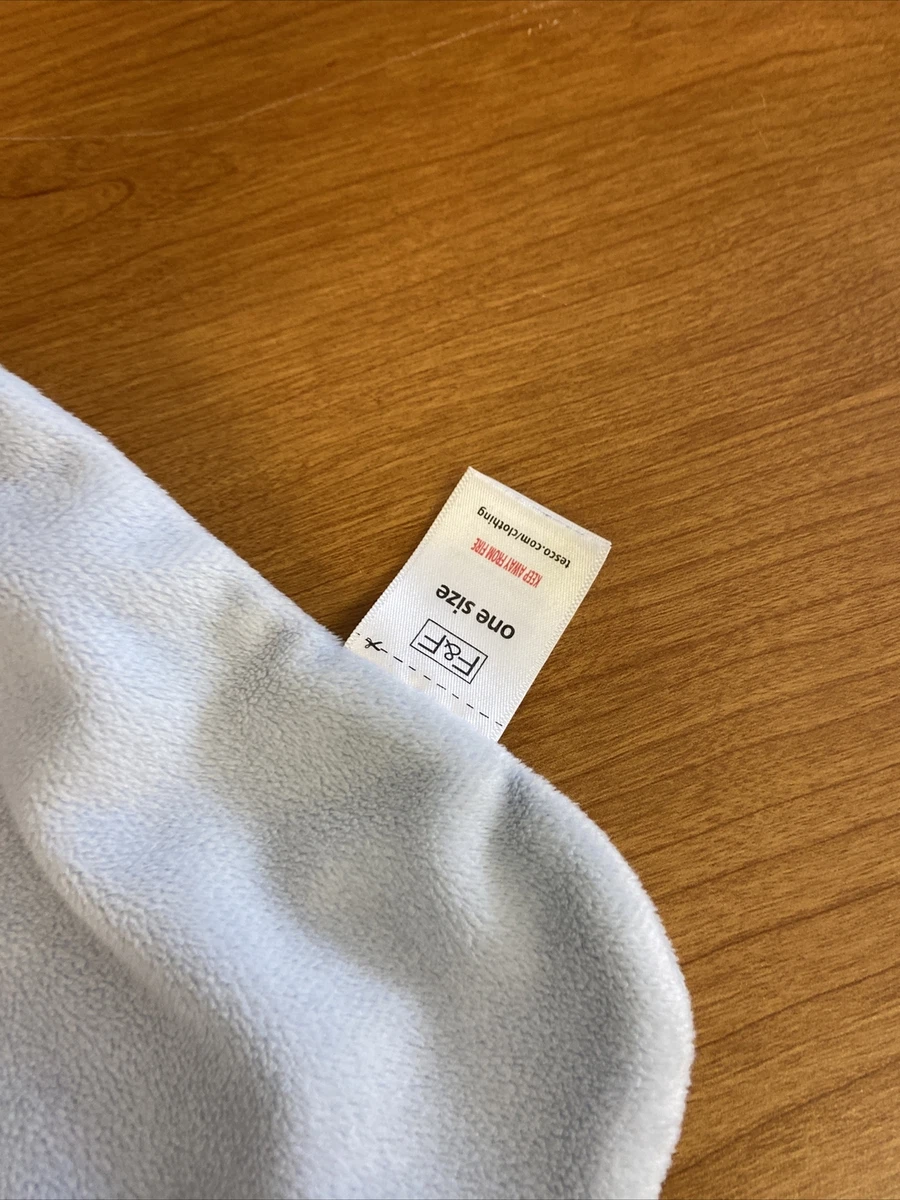 F&F
one size
KEEP AWAY FROM FIRE
tesco.com/clothing